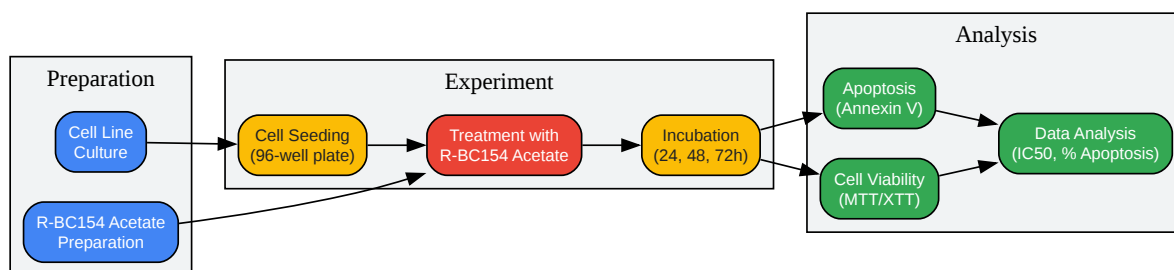 Preparation
Cell Line
Culture
R-BC154 Acetate
Preparation
Experiment
Cell Seeding
(96-well plate)
Treatment with
R-BC154 Acetate
Incubation
(24, 48, 72h)
Analysis
Apoptosis
(Annexin V)
Cell Viability
(MTT/XTT)
Data Analysis
(IC50, % Apoptosis)